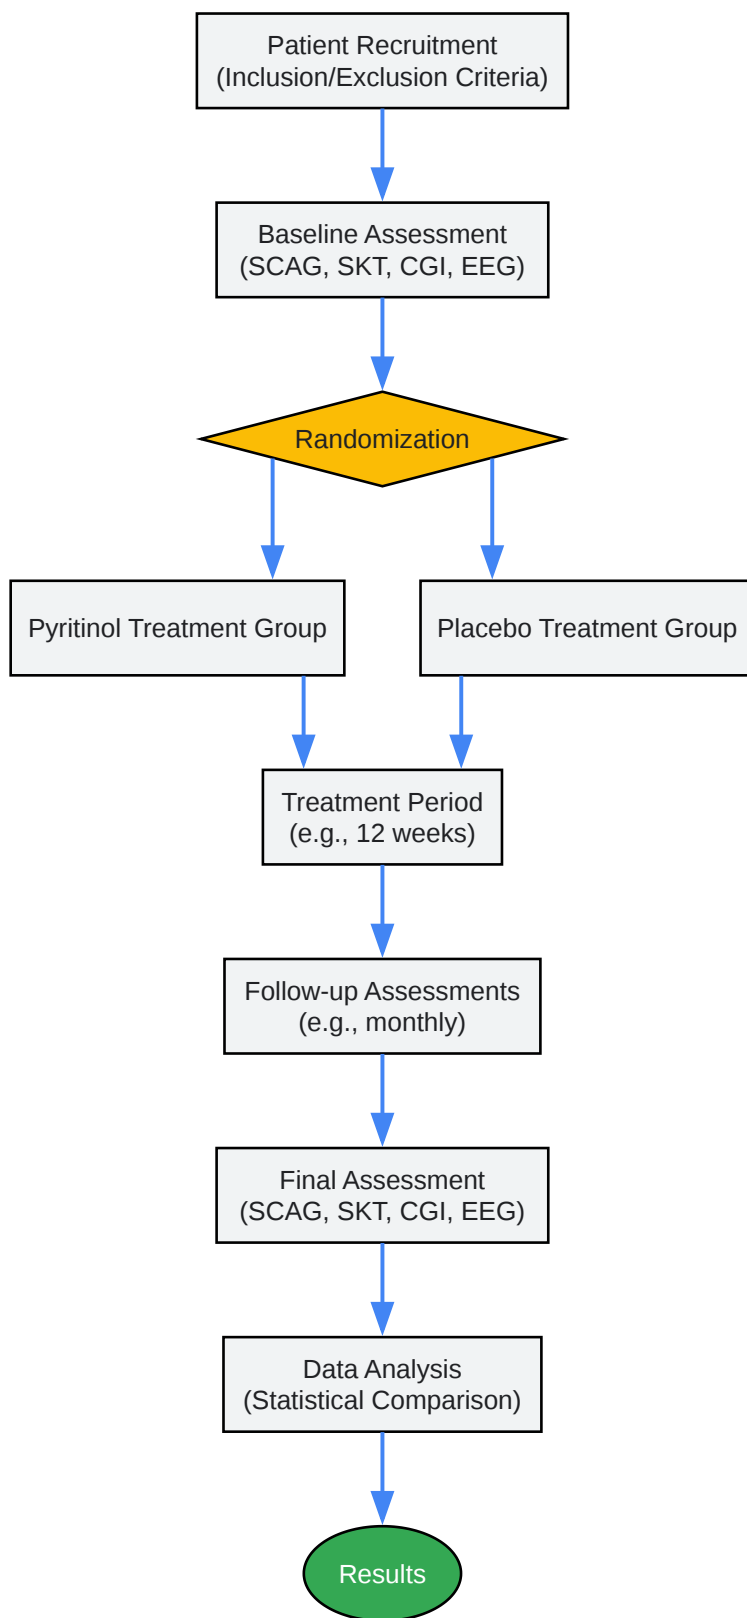 Patient Recruitment
(Inclusion/Exclusion Criteria)
Baseline Assessment
(SCAG, SKT, CGI, EEG)
Randomization
Pyritinol Treatment Group
Placebo Treatment Group
Treatment Period
(e.g., 12 weeks)
Follow-up Assessments
(e.g., monthly)
Final Assessment
(SCAG, SKT, CGI, EEG)
Data Analysis
(Statistical Comparison)
Results